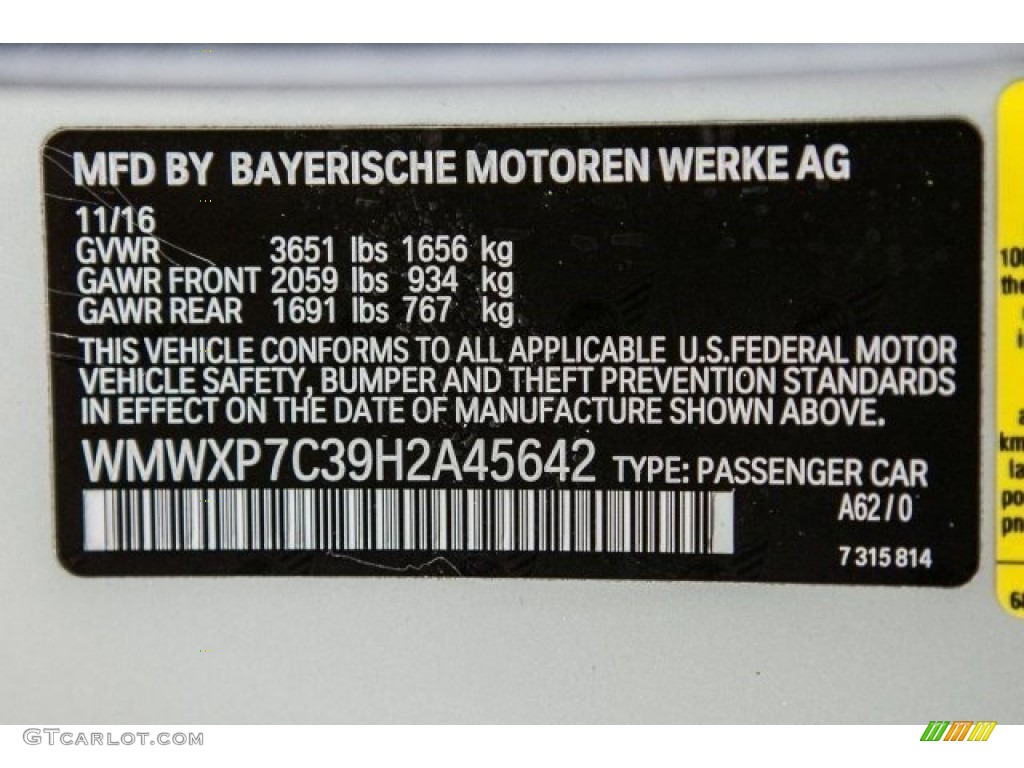 MFD BY BAYERISCHE MOTOREN WERKE AG
11/16
GVWR 3651 lbs 1656 kg
GAWR FRONT 2059 lbs 934 kg
GAWR REAR 1691 lbs 767 kg
THIS VEHICLE CONFORMS TO ALL APPLICABLE U.S.FEDERAL MOTOR
VEHICLE SAFETY, BUMPER AND THEFT PREVENTION STANDARDS
IN EFFECT ON THE DATE OF MANUFACTURE SHOWN ABOVE.
WMWXP7C39H2A45642 TYPE: PASSENGER CAR
A62/0
7 315 814
GTCARLOT.COM